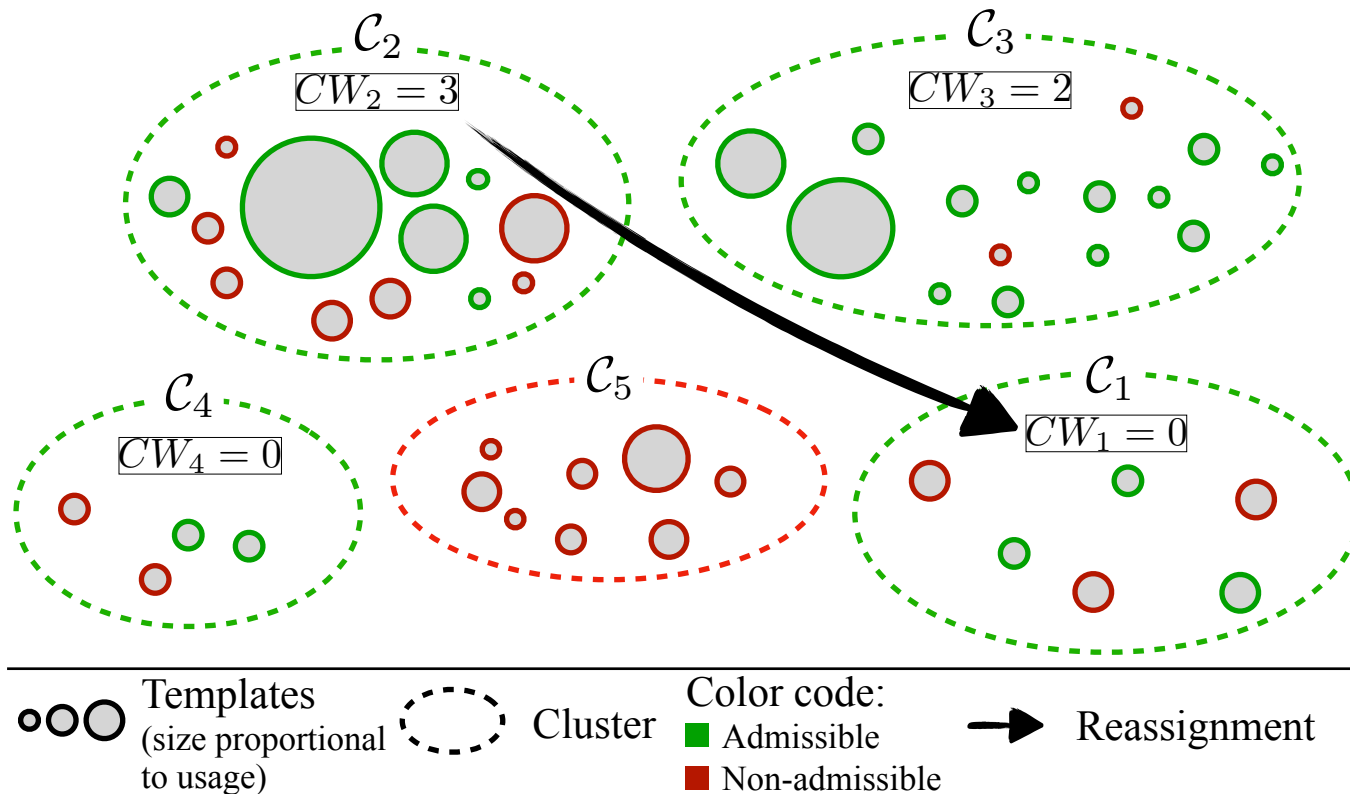 C₂
CW₂ = 3
C₃
CW₃ = 2
C₄
CW₄ = 0
C₅
C₁
CW₁ = 0
Templates
(size proportional
to usage)
Cluster
Color code:
Admissible
Non-admissible
Reassignment